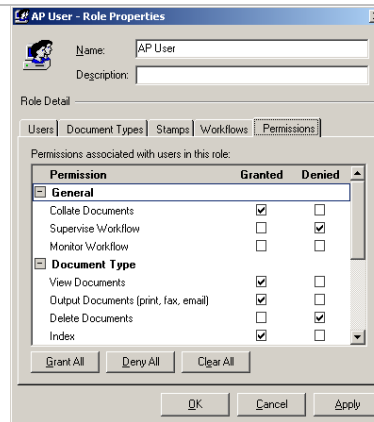 AP User - Role Properties
Name: AP User
Description:
Role Detail
Users Document Types Stamps Workflows Permissions
Permissions associated with users in this role:
Permission Granted Denied
General
Collate Documents
Supervise Workflow
Monitor Workflow
Document Type
View Documents
Output Documents (print, fax, email)
Delete Documents
Index
Grant All Deny All Clear All
OK Cancel Apply